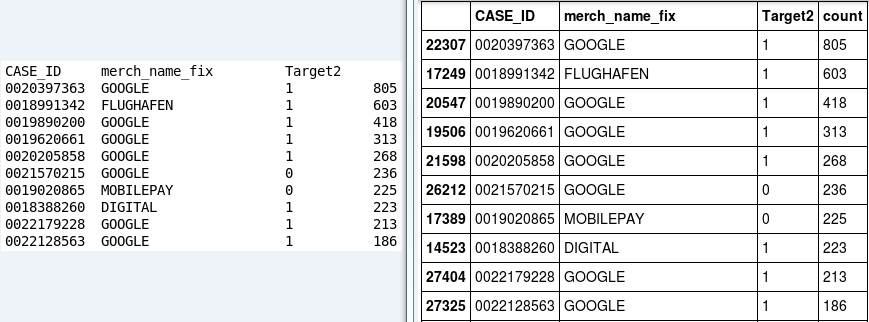 CASE_ID merch_name_fix Target2
0020397363 GOOGLE 1 805
0018991342 FLUGHAFEN 1 603
0019890200 GOOGLE 1 418
0019620661 GOOGLE 1 313
0020205858 GOOGLE 1 268
0021570215 GOOGLE 0 236
0019020865 MOBILEPAY 0 225
0018388260 DIGITAL 1 223
0022179228 GOOGLE 1 213
0022128563 GOOGLE 1 186
CASE_ID merch_name_fix Target2 count
22307 0020397363 GOOGLE 1 805
17249 0018991342 FLUGHAFEN 1 603
20547 0019890200 GOOGLE 1 418
19506 0019620661 GOOGLE 1 313
21598 0020205858 GOOGLE 1 268
26212 0021570215 GOOGLE 0 236
17389 0019020865 MOBILEPAY 0 225
14523 0018388260 DIGITAL 1 223
27404 0022179228 GOOGLE 1 213
27325 0022128563 GOOGLE 1 186